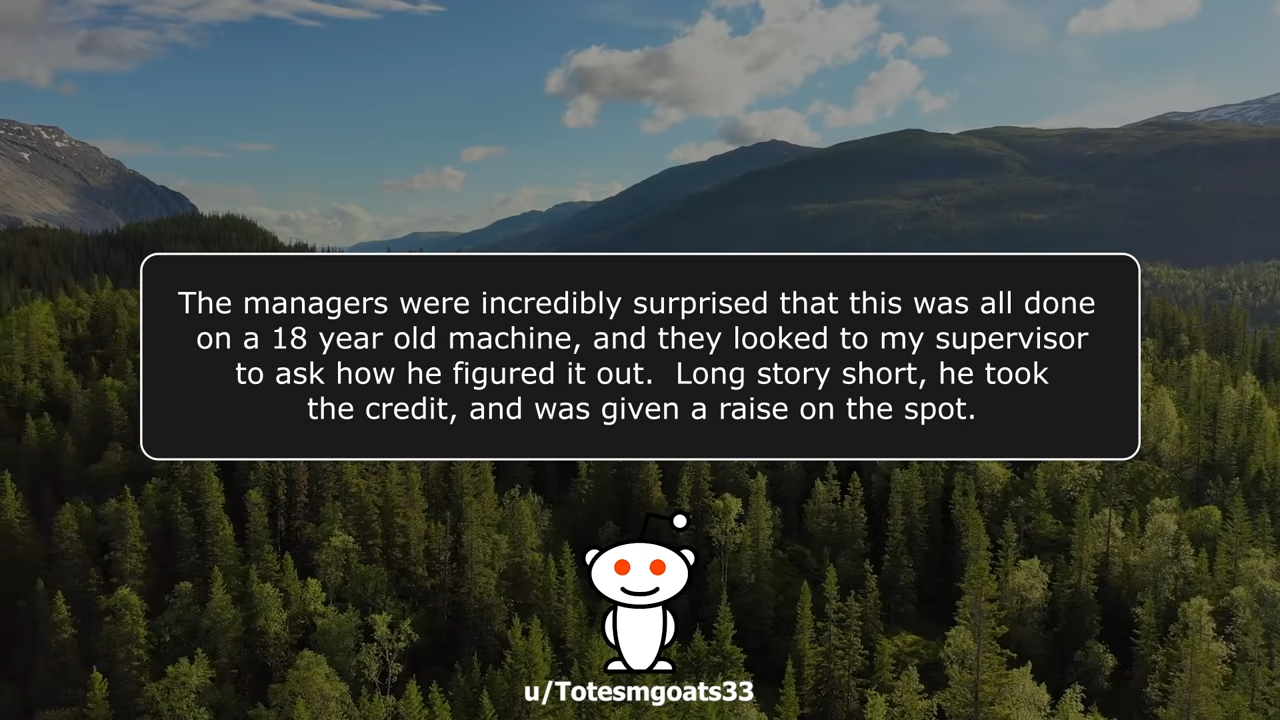 The managers were incredibly surprised that this was all done
on a 18 year old machine, and they looked to my supervisor
to ask how he figured it out.  Long story short, he took
the credit, and was given a raise on the spot.
u/Totesmgoats33